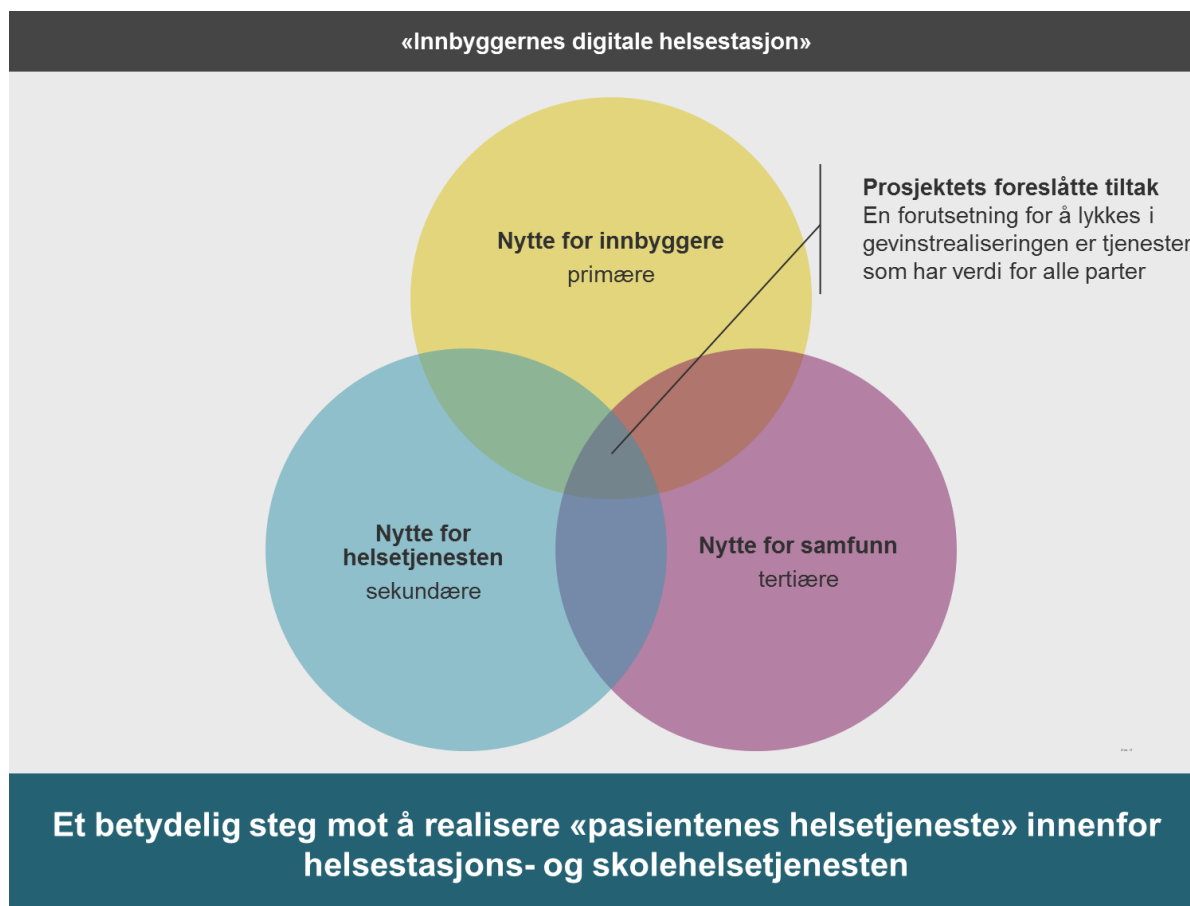 «Innbyggernes digitale helsestasjon»
Nytte for innbyggere
primære
Prosjektets foreslåtte tiltak
En forutsetning for å lykkes i
gevinstrealiseringen er tjenester
som har verdi for alle parter
Nytte for
helsetjenesten
sekundære
Nytte for samfunn
tertiære
Et betydelig steg mot å realisere «pasientenes helsetjeneste» innenfor
helsestasjons- og skolehelsetjenesten